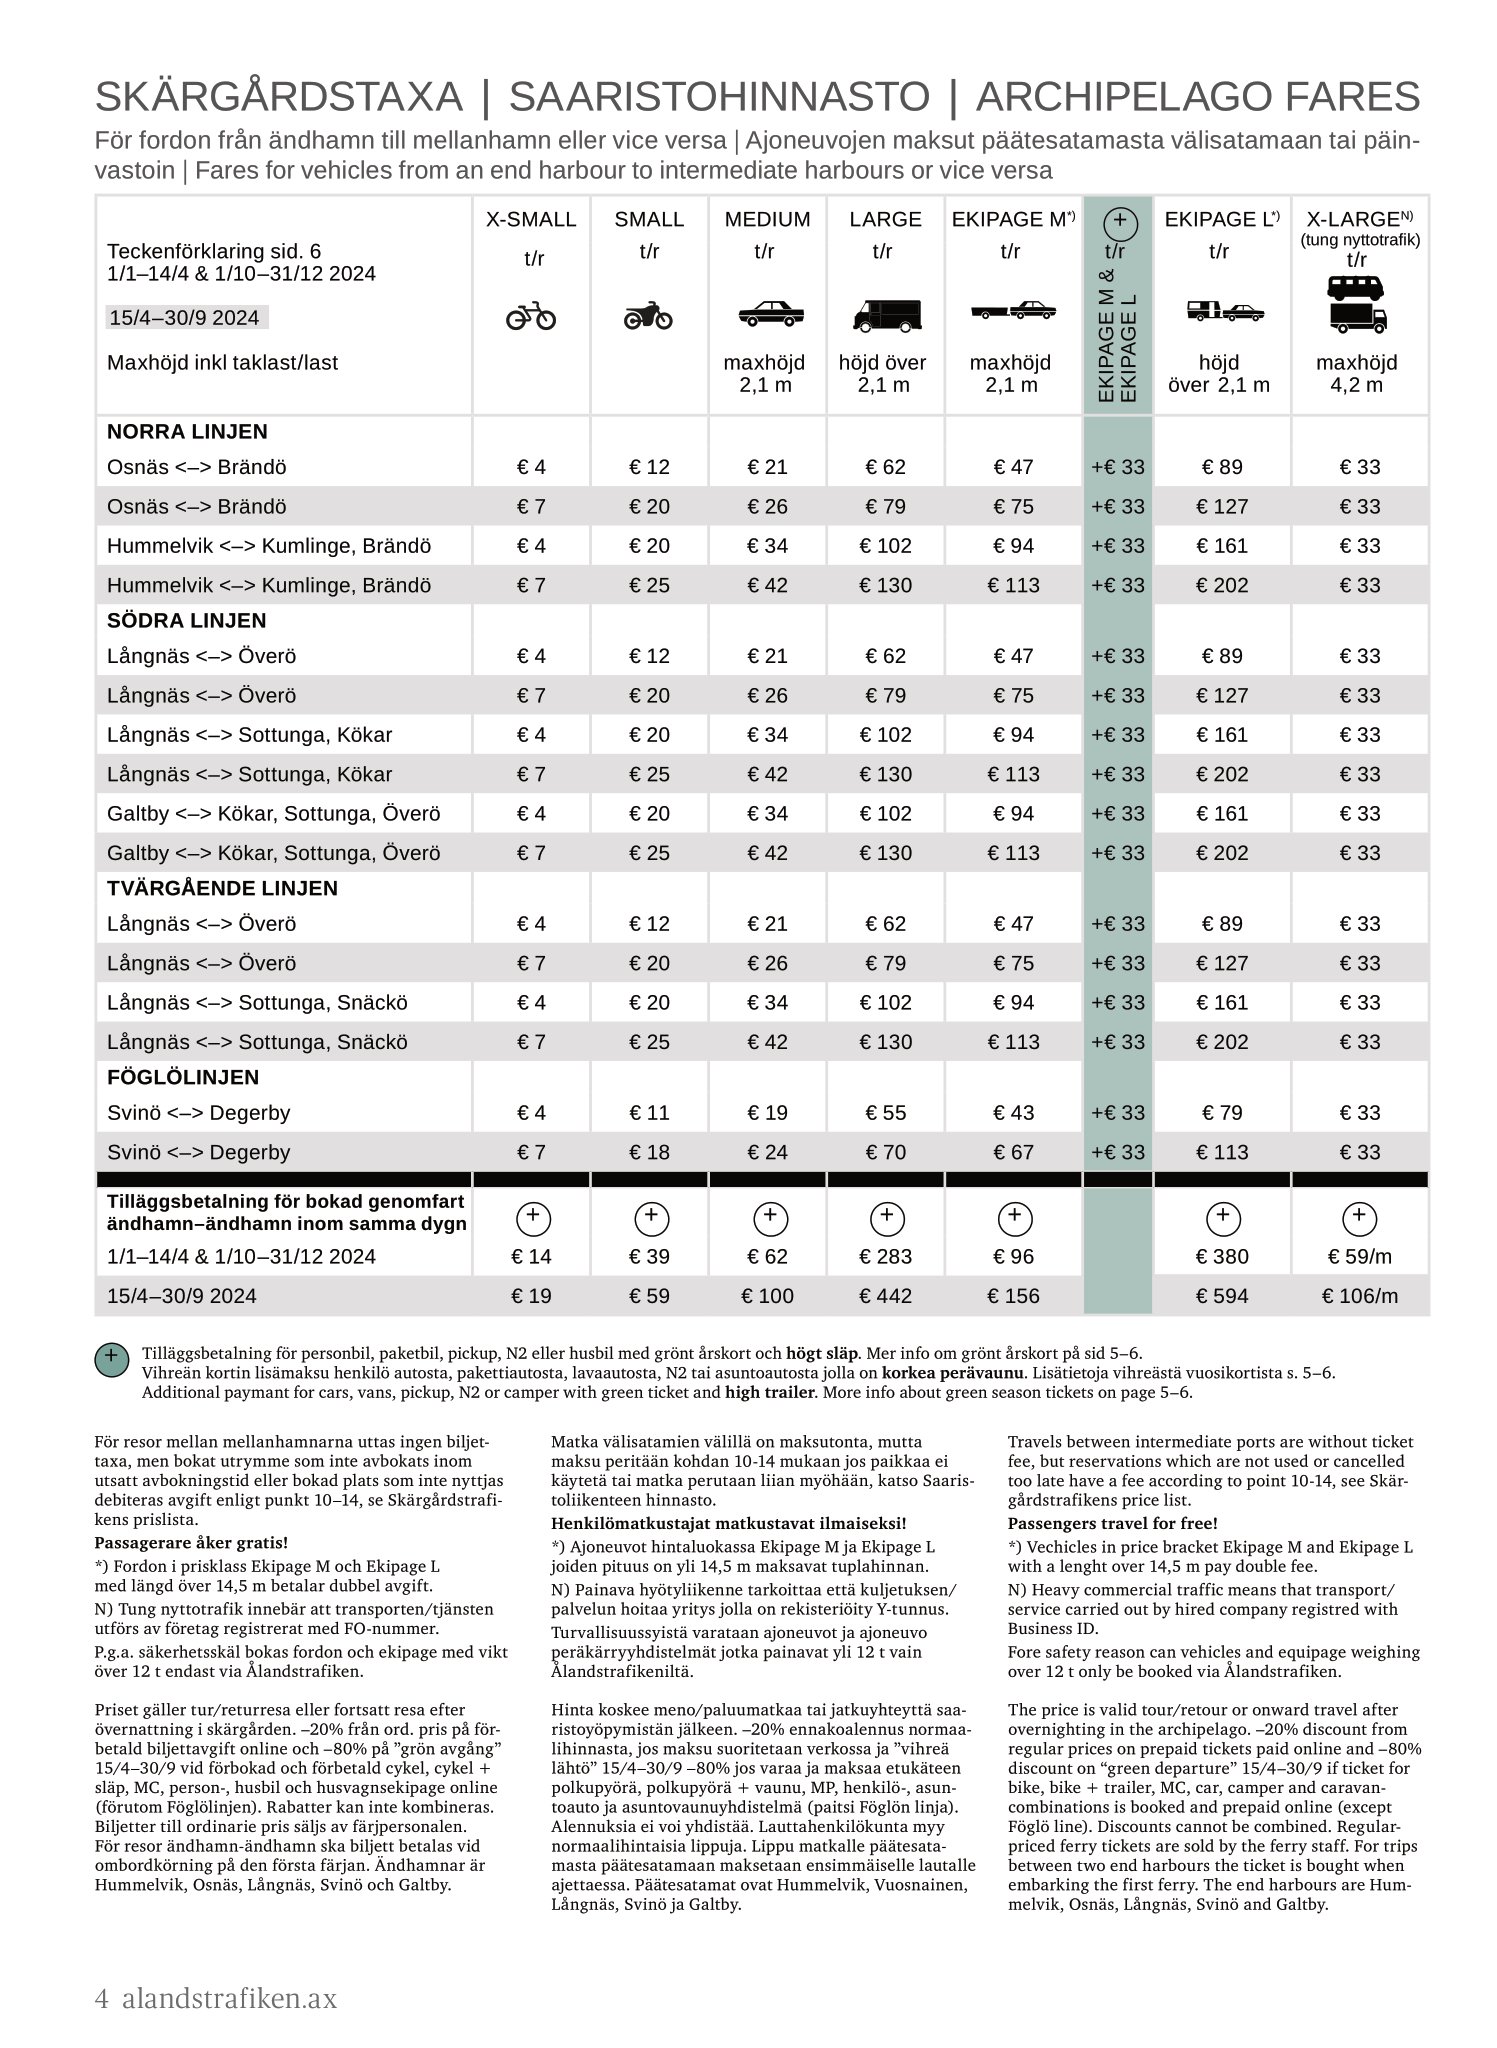 SKÄRGÅRDSTAXA | SAARISTOHINNASTO | ARCHIPELAGO FARES
För fordon från ändhamn till mellanhamn eller vice versa | Ajoneuvojen maksut päätesatamasta välisatamaan tai päin-
vastoin | Fares for vehicles from an end harbour to intermediate harbours or vice versa
X-SMALL SMALL MEDIUM LARGE EKIPAGE M*) + EKIPAGE L*) X-LARGE N)
(tung nyttotrafik)
Teckenförklaring sid. 6 t/r t/r t/r t/r t/r t/r t/r t/r
1/1–14/4 & 1/10–31/12 2024
15/4–30/9 2024
EKIPAGE M &
EKIPAGE L
Maxhöjd inkl taklast/last maxhöjd höjd över maxhöjd höjd maxhöjd
2,1 m 2,1 m 2,1 m över 2,1 m 4,2 m
NORRA LINJEN
Osnäs <–> Brändö € 4 € 12 € 21 € 62 € 47 +€ 33 € 89 € 33
Osnäs <–> Brändö € 7 € 20 € 26 € 79 € 75 +€ 33 € 127 € 33
Hummelvik <–> Kumlinge, Brändö € 4 € 20 € 34 € 102 € 94 +€ 33 € 161 € 33
Hummelvik <–> Kumlinge, Brändö € 7 € 25 € 42 € 130 € 113 +€ 33 € 202 € 33
SÖDRA LINJEN
Långnäs <–> Överö € 4 € 12 € 21 € 62 € 47 +€ 33 € 89 € 33
Långnäs <–> Överö € 7 € 20 € 26 € 79 € 75 +€ 33 € 127 € 33
Långnäs <–> Sottunga, Kökar € 4 € 20 € 34 € 102 € 94 +€ 33 € 161 € 33
Långnäs <–> Sottunga, Kökar € 7 € 25 € 42 € 130 € 113 +€ 33 € 202 € 33
Galtby <–> Kökar, Sottunga, Överö € 4 € 20 € 34 € 102 € 94 +€ 33 € 161 € 33
Galtby <–> Kökar, Sottunga, Överö € 7 € 25 € 42 € 130 € 113 +€ 33 € 202 € 33
TVÄRGÅENDE LINJEN
Långnäs <–> Överö € 4 € 12 € 21 € 62 € 47 +€ 33 € 89 € 33
Långnäs <–> Överö € 7 € 20 € 26 € 79 € 75 +€ 33 € 127 € 33
Långnäs <–> Sottunga, Snäckö € 4 € 20 € 34 € 102 € 94 +€ 33 € 161 € 33
Långnäs <–> Sottunga, Snäckö € 7 € 25 € 42 € 130 € 113 +€ 33 € 202 € 33
FÖGLÖLINJEN
Svinö <–> Degerby € 4 € 11 € 19 € 55 € 43 +€ 33 € 79 € 33
Svinö <–> Degerby € 7 € 18 € 24 € 70 € 67 +€ 33 € 113 € 33
Tilläggsbetalning för bokad genomfart
ändhamn–ändhamn inom samma dygn + + + + + + +
1/1–14/4 & 1/10–31/12 2024 € 14 € 39 € 62 € 283 € 96 € 380 € 59/m
15/4–30/9 2024 € 19 € 59 € 100 € 442 € 156 € 594 € 106/m
+ Tilläggsbetalning för personbil, paketbil, pickup, N2 eller husbil med grönt årskort och högt släp. Mer info om grönt årskort på sid 5–6.
Vihreän kortin lisämaksu henkilö autosta, pakettiautosta, lavaautosta, N2 tai asuntoautosta jolla on korkea perävaunu. Lisätietoja vihreästä vuosikortista s. 5–6.
Additional paymant for cars, vans, pickup, N2 or camper with green ticket and high trailer. More info about green season tickets on page 5–6.
För resor mellan mellanhamnarna uttas ingen biljet-
taxa, men bokat utrymme som inte avbokats inom
utsatt avbokningstid eller bokad plats som inte nyttjas
debiteras avgift enligt punkt 10–14, se Skärgårdstrafi-
kens prislista.
Passagerare åker gratis!
*) Fordon i prisklass Ekipage M och Ekipage L
med längd över 14,5 m betalar dubbel avgift.
N) Tung nyttotrafik innebär att transporten/tjänsten
utförs av företag registrerat med FO-nummer.
P.g.a. säkerhetsskäl bokas fordon och ekipage med vikt
över 12 t endast via Ålandstrafiken.
Priset gäller tur/returresa eller fortsatt resa efter
övernattning i skärgården. –20% från ord. pris på för-
betald biljettavgift online och –80% på ”grön avgång”
15/4–30/9 vid förbokad och förbetald cykel, cykel +
släp, MC, person-, husbil och husvagnsekipage online
(förutom Föglölinjen). Rabatter kan inte kombineras.
Biljetter till ordinarie pris säljs av färjpersonalen.
För resor ändhamn-ändhamn ska biljett betalas vid
ombordkörning på den första färjan. Ändhamnar är
Hummelvik, Osnäs, Långnäs, Svinö och Galtby.
Matka välisatamien välillä on maksutonta, mutta
maksu peritään kohdan 10-14 mukaan jos paikkaa ei
käytetä tai matka perutaan liian myöhään, katso Saaris-
toliikenteen hinnasto.
Henkilömatkustajat matkustavat ilmaiseksi!
*) Ajoneuvot hintaluokassa Ekipage M ja Ekipage L
joiden pituus on yli 14,5 m maksavat tuplahinnan.
N) Painava hyötyliikenne tarkoittaa että kuljetuksen/
palvelun hoitaa yritys jolla on rekisteriöity Y-tunnus.
Turvallisuussyistä varataan ajoneuvot ja ajoneuvo
peräkärryyhdistelmät jotka painavat yli 12 t vain
Ålandstrafikeniltä.
Hinta koskee meno/paluumatkaa tai jatkuyhteyttä saa-
ristoyöpymistän jälkeen. –20% ennakoalennus normaa-
lihinnasta, jos maksu suoritetaan verkossa ja ”vihreä
lähtö” 15/4–30/9 –80% jos varaa ja maksaa etukäteen
polkupyörä, polkupyörä + vaunu, MP, henkilö-, asun-
toauto ja asuntovaunuyhdistelmä (paitsi Föglön linja).
Alennuksia ei voi yhdistää. Lauttahenkilökunta myy
normaalihintaisia lippuja. Lippu matkalle päätesata-
masta päätesatamaan maksetaan ensimmäiselle lautalle
ajettaessa. Päätesatamat ovat Hummelvik, Vuosnainen,
Långnäs, Svinö ja Galtby.
Travels between intermediate ports are without ticket
fee, but reservations which are not used or cancelled
too late have a fee according to point 10-14, see Skär-
gårdstrafikens price list.
Passengers travel for free!
*) Vechicles in price bracket Ekipage M and Ekipage L
with a lenght over 14,5 m pay double fee.
N) Heavy commercial traffic means that transport/
service carried out by hired company registred with
Business ID.
Fore safety reason can vehicles and equipage weighing
over 12 t only be booked via Ålandstrafiken.
The price is valid tour/retour or onward travel after
overnighting in the archipelago. –20% discount from
regular prices on prepaid tickets paid online and –80%
discount on “green departure” 15/4–30/9 if ticket for
bike, bike + trailer, MC, car, camper and caravan-
combinations is booked and prepaid online (except
Föglö line). Discounts cannot be combined. Regular-
priced ferry tickets are sold by the ferry staff. For trips
between two end harbours the ticket is bought when
embarking the first ferry. The end harbours are Hum-
melvik, Osnäs, Långnäs, Svinö and Galtby.
4 alandstrafiken.ax